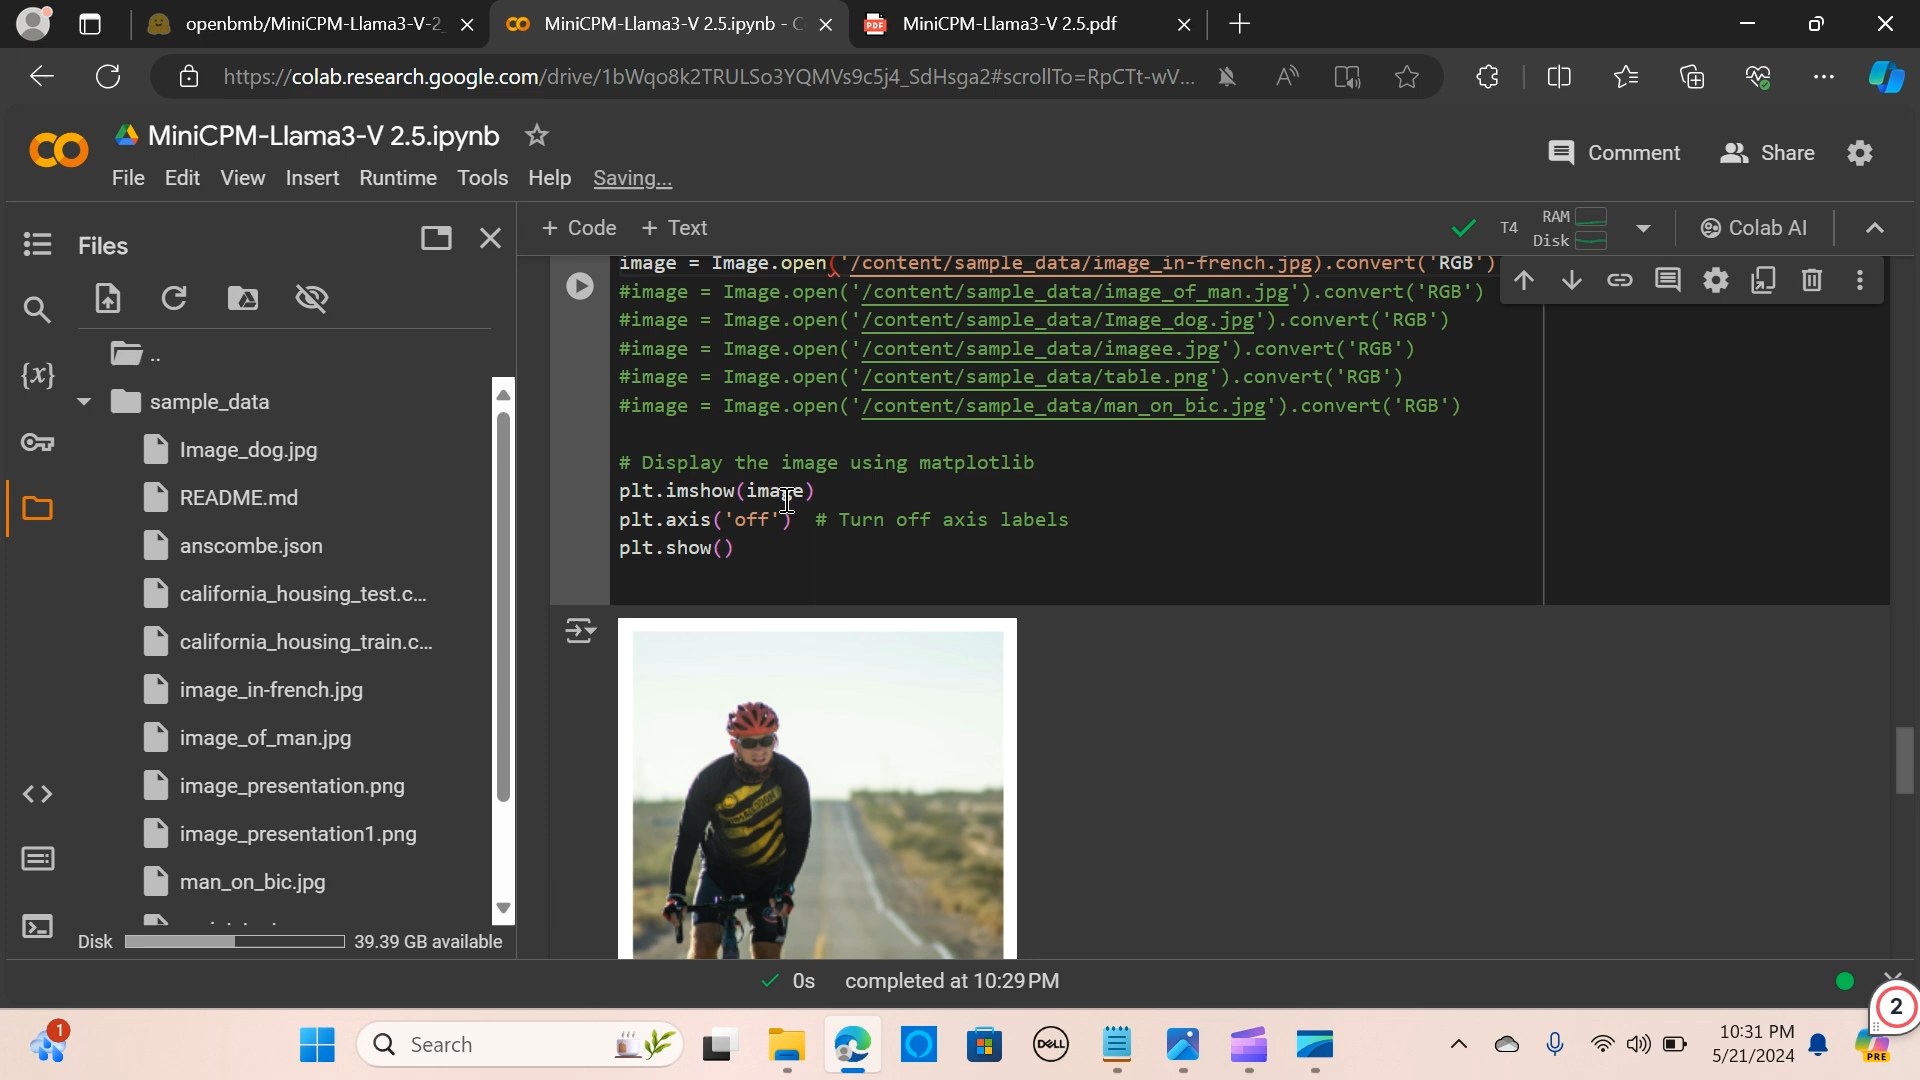 openbmb/MiniCPM-Llama3-V-2_
MiniCPM-Llama3-V 2.5.ipynb - C
MiniCPM-Llama3-V 2.5.pdf
https://colab.research.google.com/drive/1bWqo8k2TRULSo3YQMVs9c5j4_SdHsga2#scrollTo=RpCTt-wV...
MiniCPM-Llama3-V 2.5.ipynb
Comment
Share
File Edit View Insert Runtime Tools Help Saving...
Files
+ Code + Text
T4
RAM
Disk
Colab AI
..
sample_data
Image_dog.jpg
README.md
anscombe.json
california_housing_test.c...
california_housing_train.c...
image_in-french.jpg
image_of_man.jpg
image_presentation.png
image_presentation1.png
man_on_bic.jpg
Disk
39.39 GB available
image = Image.open('/content/sample_data/image_in-french.jpg).convert('RGB')
#image = Image.open('/content/sample_data/image_of_man.jpg').convert('RGB')
#image = Image.open('/content/sample_data/Image_dog.jpg').convert('RGB')
#image = Image.open('/content/sample_data/imagee.jpg').convert('RGB')
#image = Image.open('/content/sample_data/table.png').convert('RGB')
#image = Image.open('/content/sample_data/man_on_bic.jpg').convert('RGB')
# Display the image using matplotlib
plt.imshow(image)
plt.axis('off') # Turn off axis labels
plt.show()
0s completed at 10:29 PM
2
1
Search
DELL
10:31 PM
5/21/2024
PRE